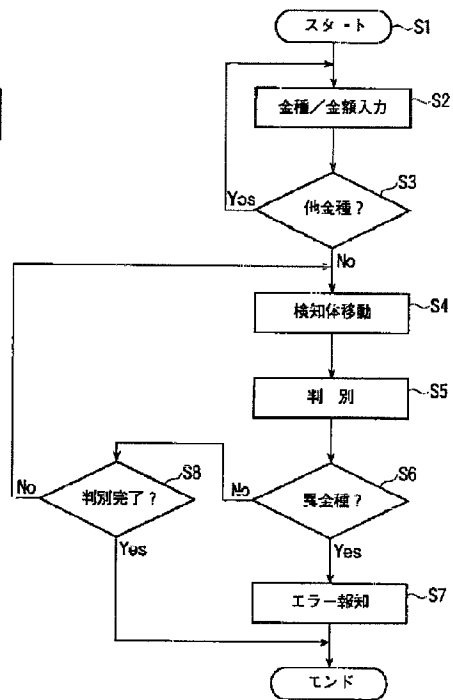 スタート
S1
金種/金額入力
S2
他金種?
S3
Yes
No
検知体移動
S4
判 別
S5
異金種?
S6
No
Yes
判別完了?
S8
No
Yes
エラー報知
S7
エンド